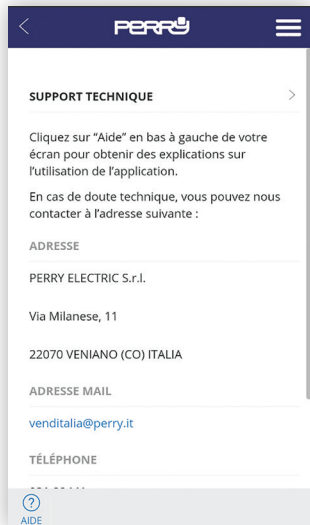 PERRY
SUPPORT TECHNIQUE
Cliquez sur “Aide” en bas à gauche de votre
écran pour obtenir des explications sur
l’utilisation de l’application.
En cas de doute technique, vous pouvez nous
contacter à l’adresse suivante :
ADRESSE
PERRY ELECTRIC S.r.l.
Via Milanese, 11
22070 VENIANO (CO) ITALIA
ADRESSE MAIL
venditalia@perry.it
TÉLÉPHONE
AIDE